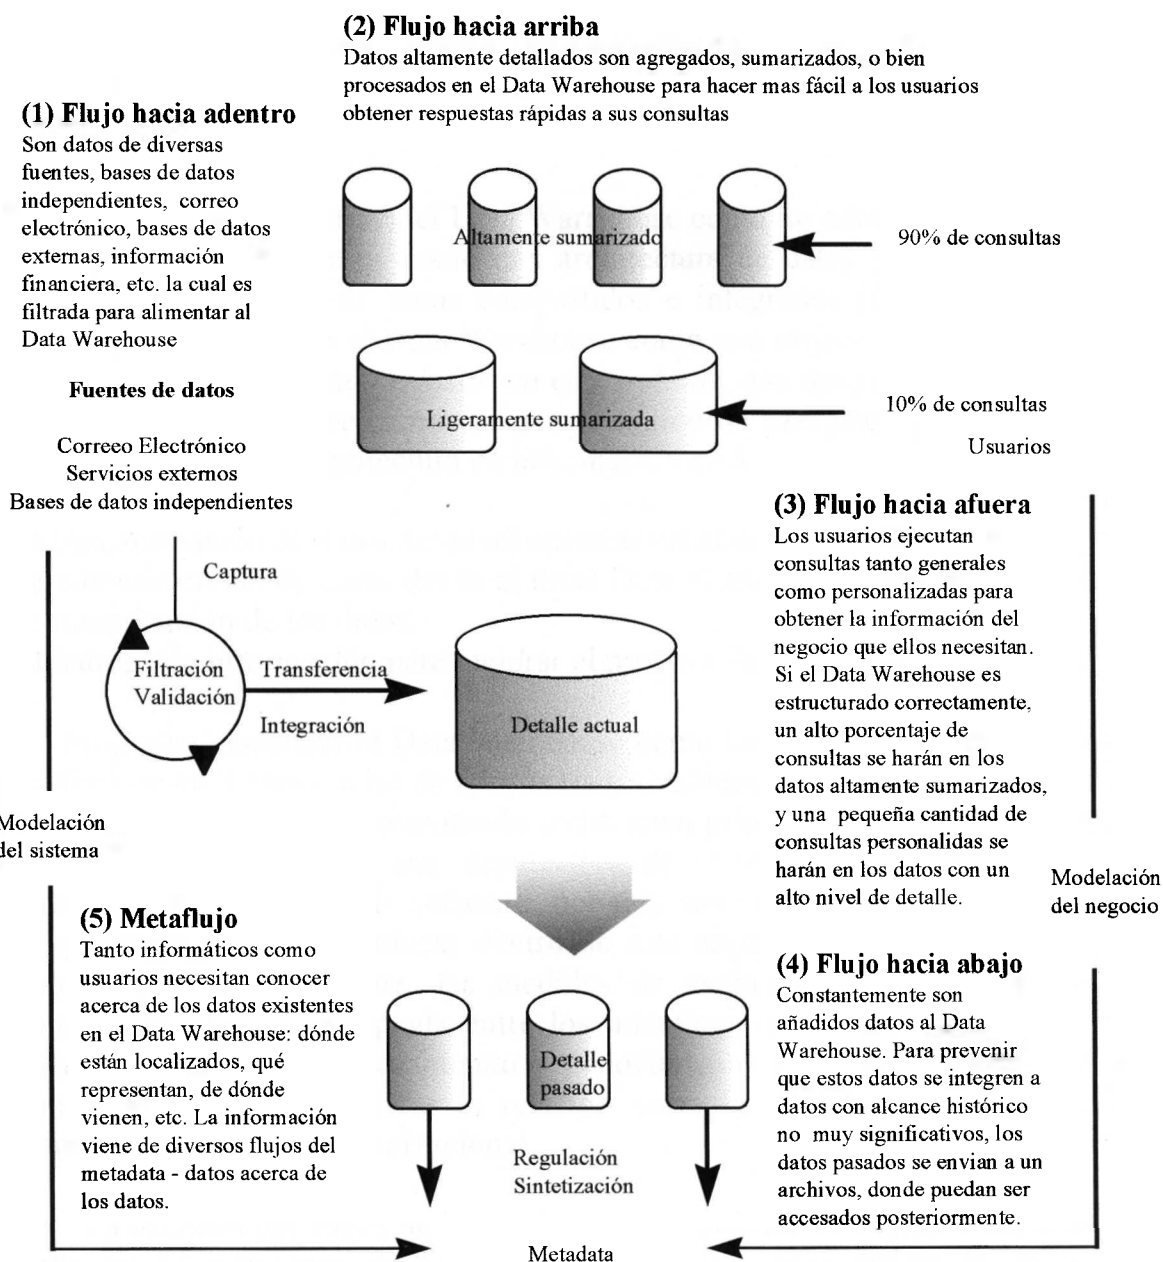 (2) Flujo hacia arriba
Datos altamente detallados son agregados, sumarizados, o bien
procesados en el Data Warehouse para hacer mas fácil a los usuarios
obtener respuestas rápidas a sus consultas
(1) Flujo hacia adentro
Son datos de diversas
fuentes, bases de datos
independientes, correo
electrónico, bases de datos
externas, información
financiera, etc. la cual es
filtrada para alimentar al
Data Warehouse
Altamente sumarizado
90% de consultas
Ligeramente sumarizada
10% de consultas
Usuarios
Fuentes de datos
Correeo Electrónico
Servicios externos
Bases de datos independientes
Captura
Filtración
Validación
Transferencia
Integración
Detalle actual
(3) Flujo hacia afuera
Los usuarios ejecutan
consultas tanto generales
como personalizadas para
obtener la información del
negocio que ellos necesitan.
Si el Data Warehouse es
estructurado correctamente,
un alto porcentaje de
consultas se harán en los
datos altamente sumarizados,
y una pequeña cantidad de
consultas personalidas se
harán en los datos con un
alto nivel de detalle.
Modelación
del sistema
Modelación
del negocio
(5) Metaflujo
Tanto informáticos como
usuarios necesitan conocer
acerca de los datos existentes
en el Data Warehouse: dónde
están localizados, qué
representan, de dónde
vienen, etc. La información
viene de diversos flujos del
metadata - datos acerca de
los datos.
Detalle
pasado
Regulación
Sintetización
(4) Flujo hacia abajo
Constantemente son
añadidos datos al Data
Warehouse. Para prevenir
que estos datos se integren a
datos con alcance histórico
no muy significativos, los
datos pasados se envian a un
archivos, donde puedan ser
accesados posteriormente.
Metadata